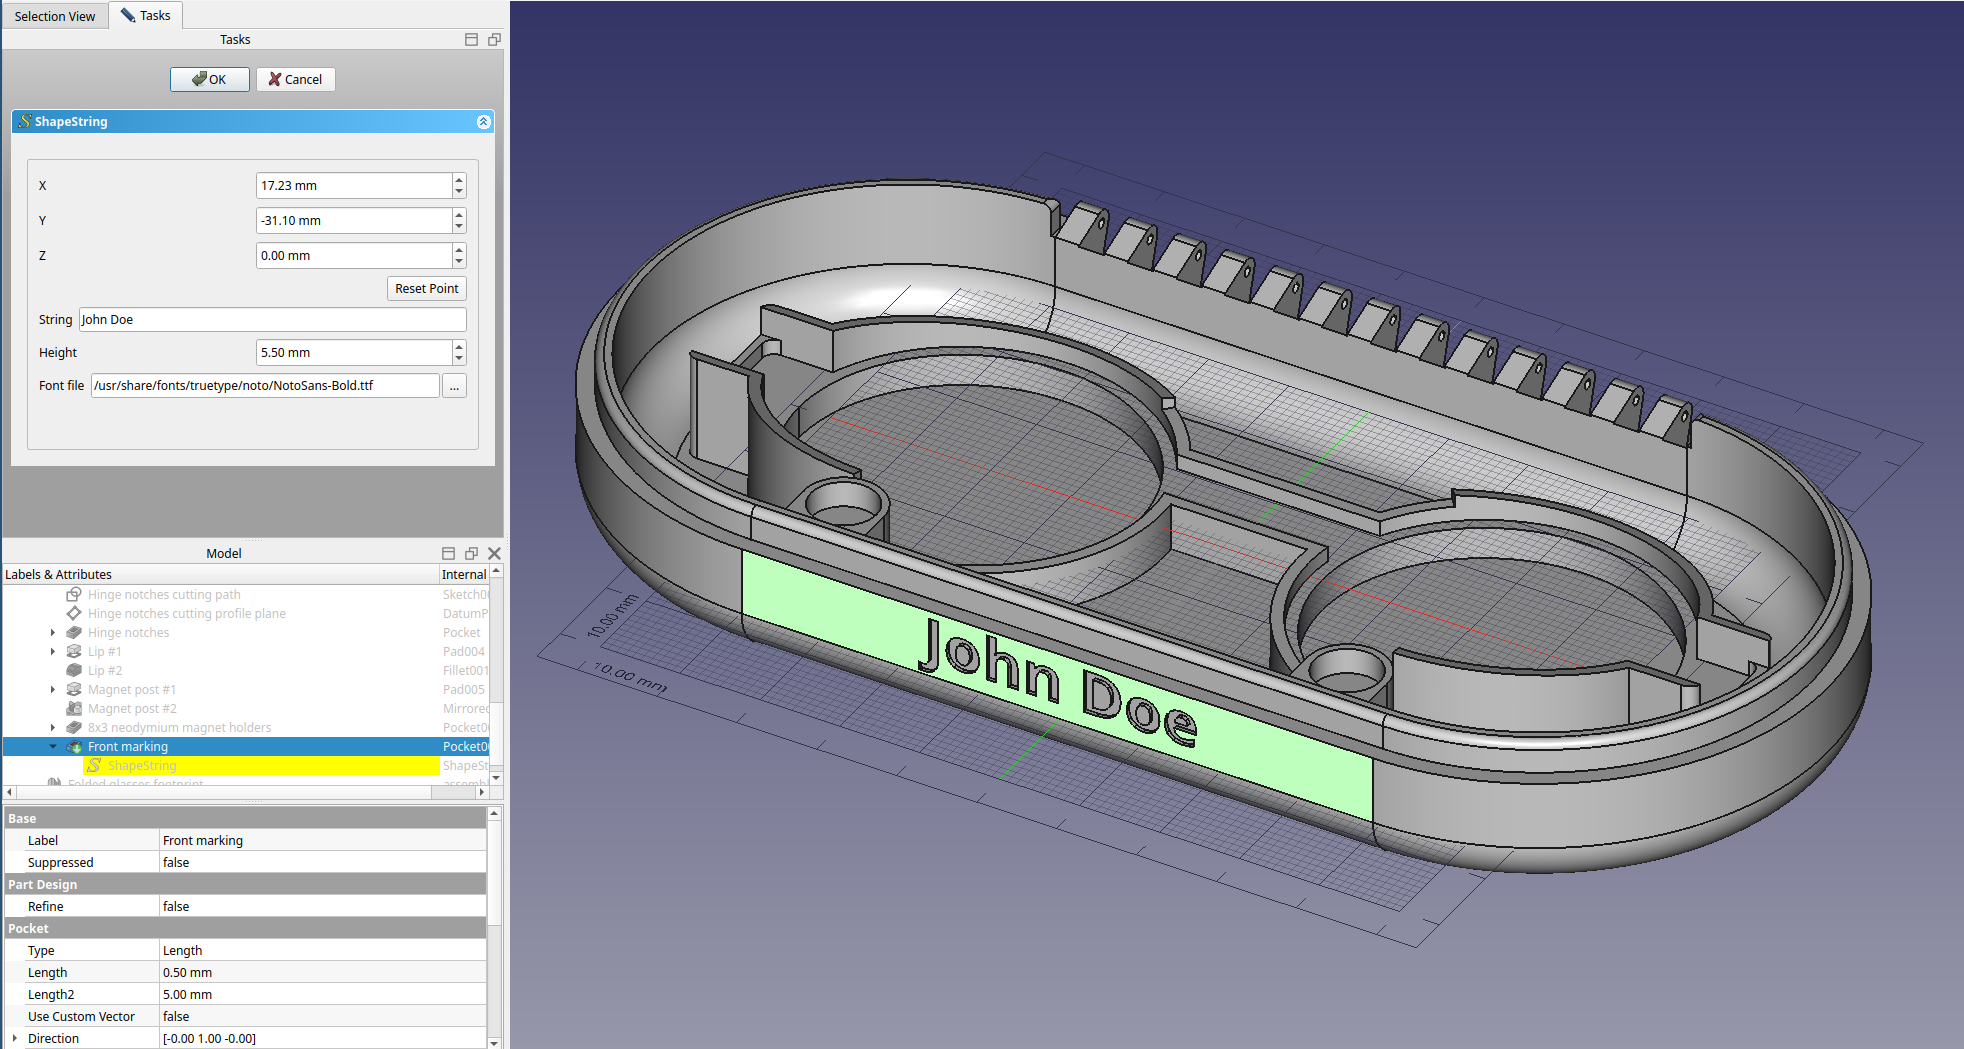 Selection View
Tasks
Tasks
OK
Cancel
ShapeString
X
17.23 mm
Y
-31.10 mm
Z
0.00 mm
Reset Point
String
John Doe
Height
5.50 mm
Font file
/usr/share/fonts/truetype/noto/NotoSans-Bold.ttf
...
Model
Labels & Attributes
Internal
Hinge notches cutting path
Sketch0
Hinge notches cutting profile plane
DatumP
Hinge notches
Pocket
Lip #1
Pad004
Lip #2
Fillet001
Magnet post #1
Pad005
Magnet post #2
Mirrored
8x3 neodymium magnet holders
Pocket0
Front marking
Pocket0
ShapeString
ShapeSt
Folded glasses footprint
assembl
Base
Label
Front marking
Suppressed
false
Part Design
Refine
false
Pocket
Type
Length
Length
0.50 mm
Length2
5.00 mm
Use Custom Vector
false
Direction
[-0.00 1.00 -0.00]
10.00 mm
10.00 mm
John Doe